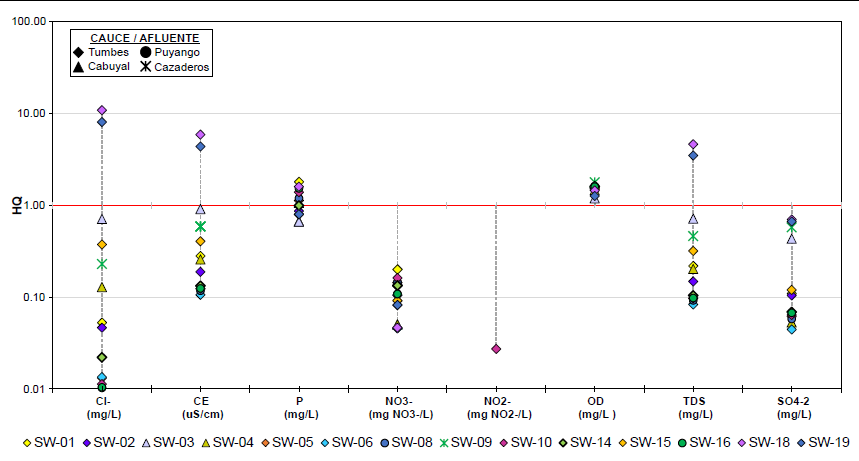 100.00
CAUCE / AFLUENTE
Tumbes Puyango
Cabuyal Cazaderos
10.00
HQ
1.00
0.10
0.01
Cl- CE P NO3- NO2- OD TDS SO4-2
(mg/L) (uS/cm) (mg/L) (mg NO3-/L) (mg NO2-/L) (mg/L ) (mg/L) (mg/L)
SW-01 SW-02 SW-03 SW-04 SW-05 SW-06 SW-08 SW-09 SW-10 SW-14 SW-15 SW-16 SW-18 SW-19